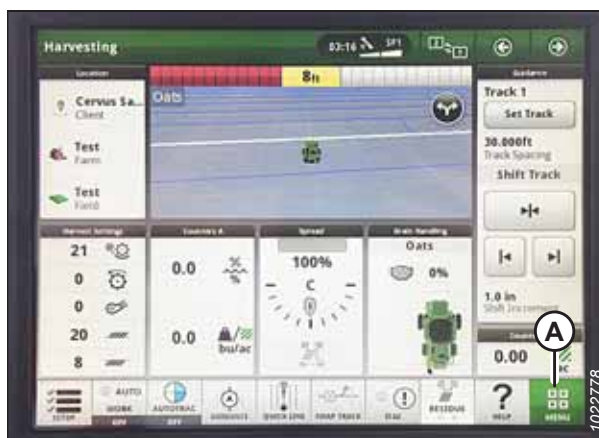 Harvesting
03:16
SP1
Location
Cervus Sa...
Client
Test
Farm
Test
Field
8ft
Oats
Guidance
Track 1
Set Track
30.000ft
Track Spacing
Shift Track
1.0 in
Shift Increment
Harvest Settings
21
0
0
20
8
Counters A
0.0
%
%
0.0
bu/ac
Spread
100%
C
Grain Handling
Oats
0%
0.00
A
SETUP
AUTO
WORK
OFF
AUTOTRAC
OFF
GUIDANCE
QUICK LINE
SWAP TRACK
RESIDUE
HELP
MENU
1022778